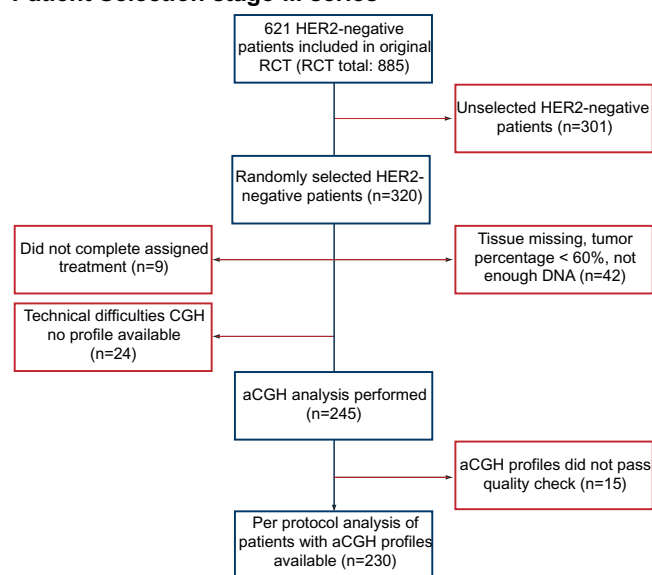 Patient Selection stage III series
621 HER2-negative
patients included in original
RCT (RCT total: 885)
Unselected HER2-negative
patients (n=301)
Randomly selected HER2-
negative patients (n=320)
Did not complete assigned
treatment (n=9)
Tissue missing, tumor
percentage < 60%, not
enough DNA (n=42)
Technical difficulties CGH
no profile available
(n=24)
aCGH analysis performed
(n=245)
aCGH profiles did not pass
quality check (n=15)
Per protocol analysis of
patients with aCGH profiles
available (n=230)